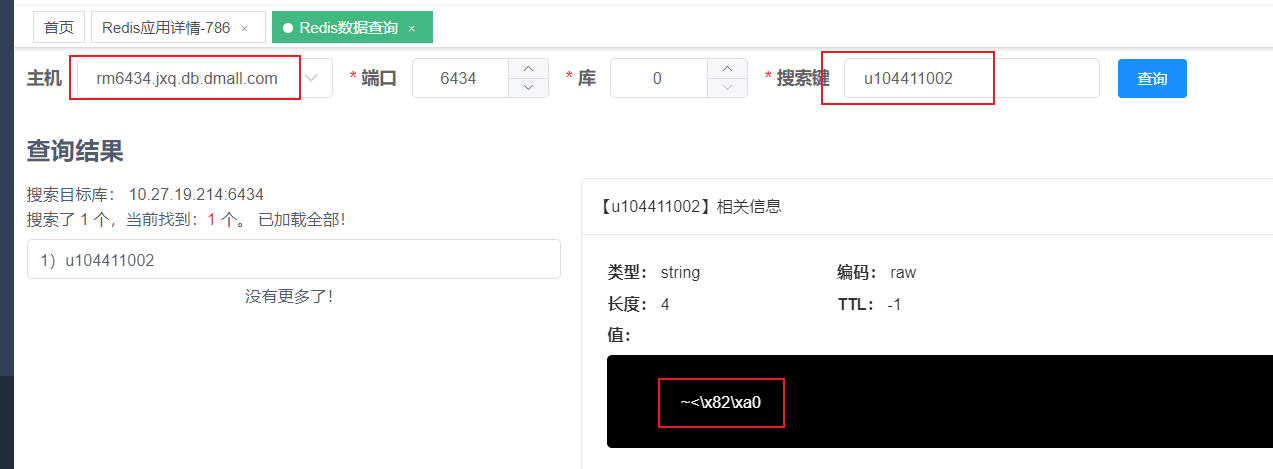 首页 Redis应用详情-786 × Redis数据查询 ×
主机 rm6434.jxq.db.dmall.com * 端口 6434 * 库 0 * 搜索键 u104411002 查询
查询结果
搜索目标库： 10.27.19.214:6434
搜索了 1 个，当前找到：1 个。 已加载全部！
1）u104411002
没有更多了！
【u104411002】相关信息
类型： string 编码： raw
长度： 4 TTL： -1
值：
~<\x82\xa0